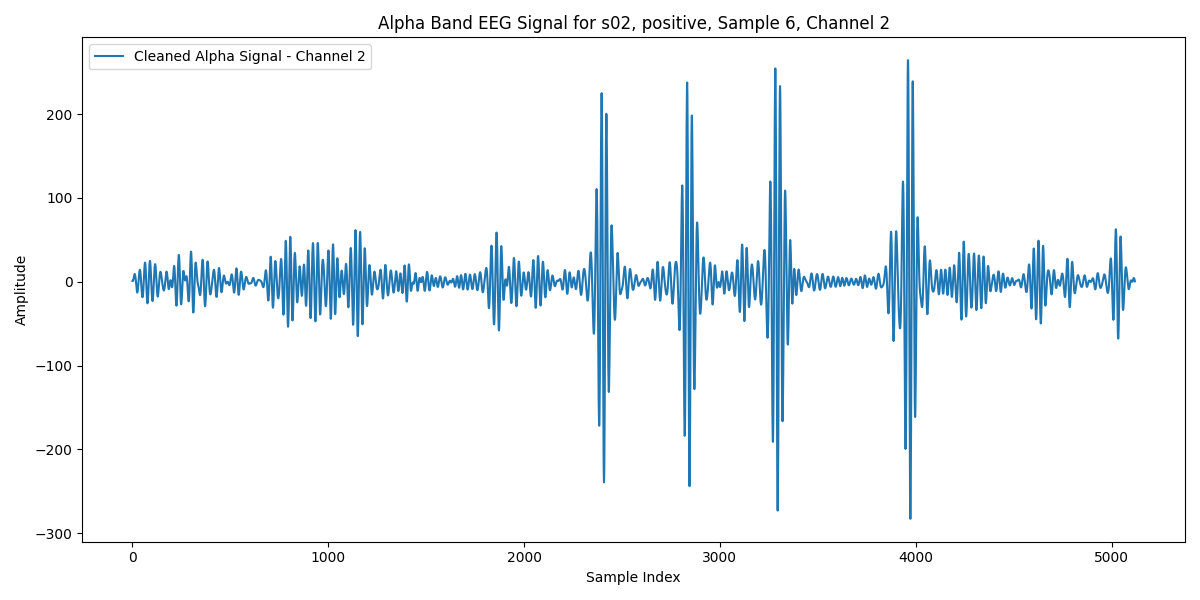 Alpha Band EEG Signal for s02, positive, Sample 6, Channel 2
Cleaned Alpha Signal - Channel 2
Amplitude
200
100
0
−100
−200
−300
0 1000 2000 3000 4000 5000
Sample Index